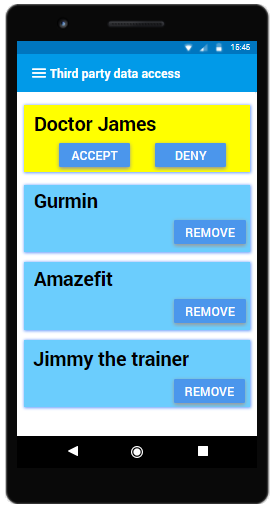 16:45
Third party data access
Doctor James
ACCEPT DENY
Gurmin
REMOVE
Amazefit
REMOVE
Jimmy the trainer
REMOVE